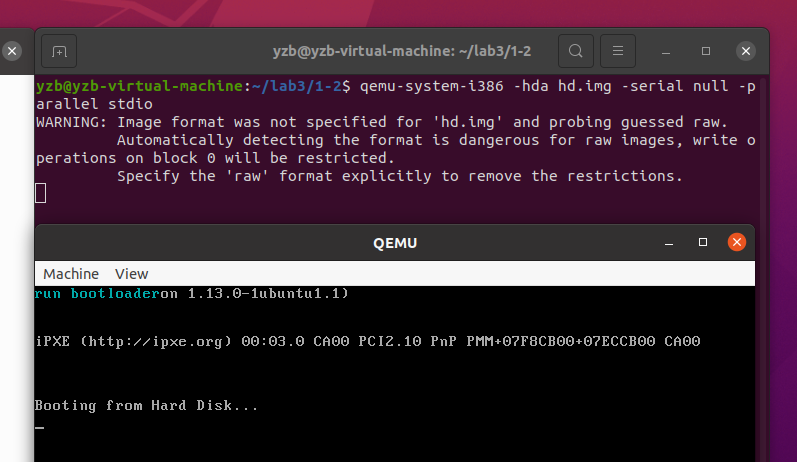 yzb@yzb-virtual-machine: ~/lab3/1-2
yzb@yzb-virtual-machine:~/lab3/1-2$ qemu-system-i386 -hda hd.img -serial null -p
arallel stdio
WARNING: Image format was not specified for 'hd.img' and probing guessed raw.
Automatically detecting the format is dangerous for raw images, write o
perations on block 0 will be restricted.
Specify the 'raw' format explicitly to remove the restrictions.
QEMU
Machine View
run bootloaderon 1.13.0-1ubuntu1.1)
iPXE (http://ipxe.org) 00:03.0 CA00 PCI2.10 PnP PMM+07F8CB00+07ECCB00 CA00
Booting from Hard Disk...